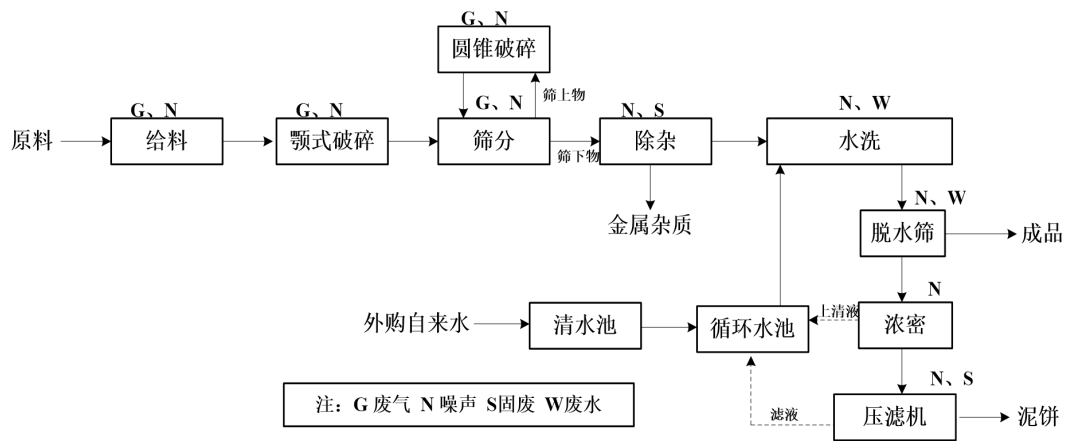 G、N
圆锥破碎
G、N
G、N
G、N
筛上物
N、S
N、W
原料
给料
颚式破碎
筛分
筛下物
除杂
水洗
金属杂质
N、W
脱水筛
成品
N
外购自来水
清水池
循环水池
上清液
浓密
N、S
注：G 废气 N 噪声 S固废 W废水
滤液
压滤机
泥饼